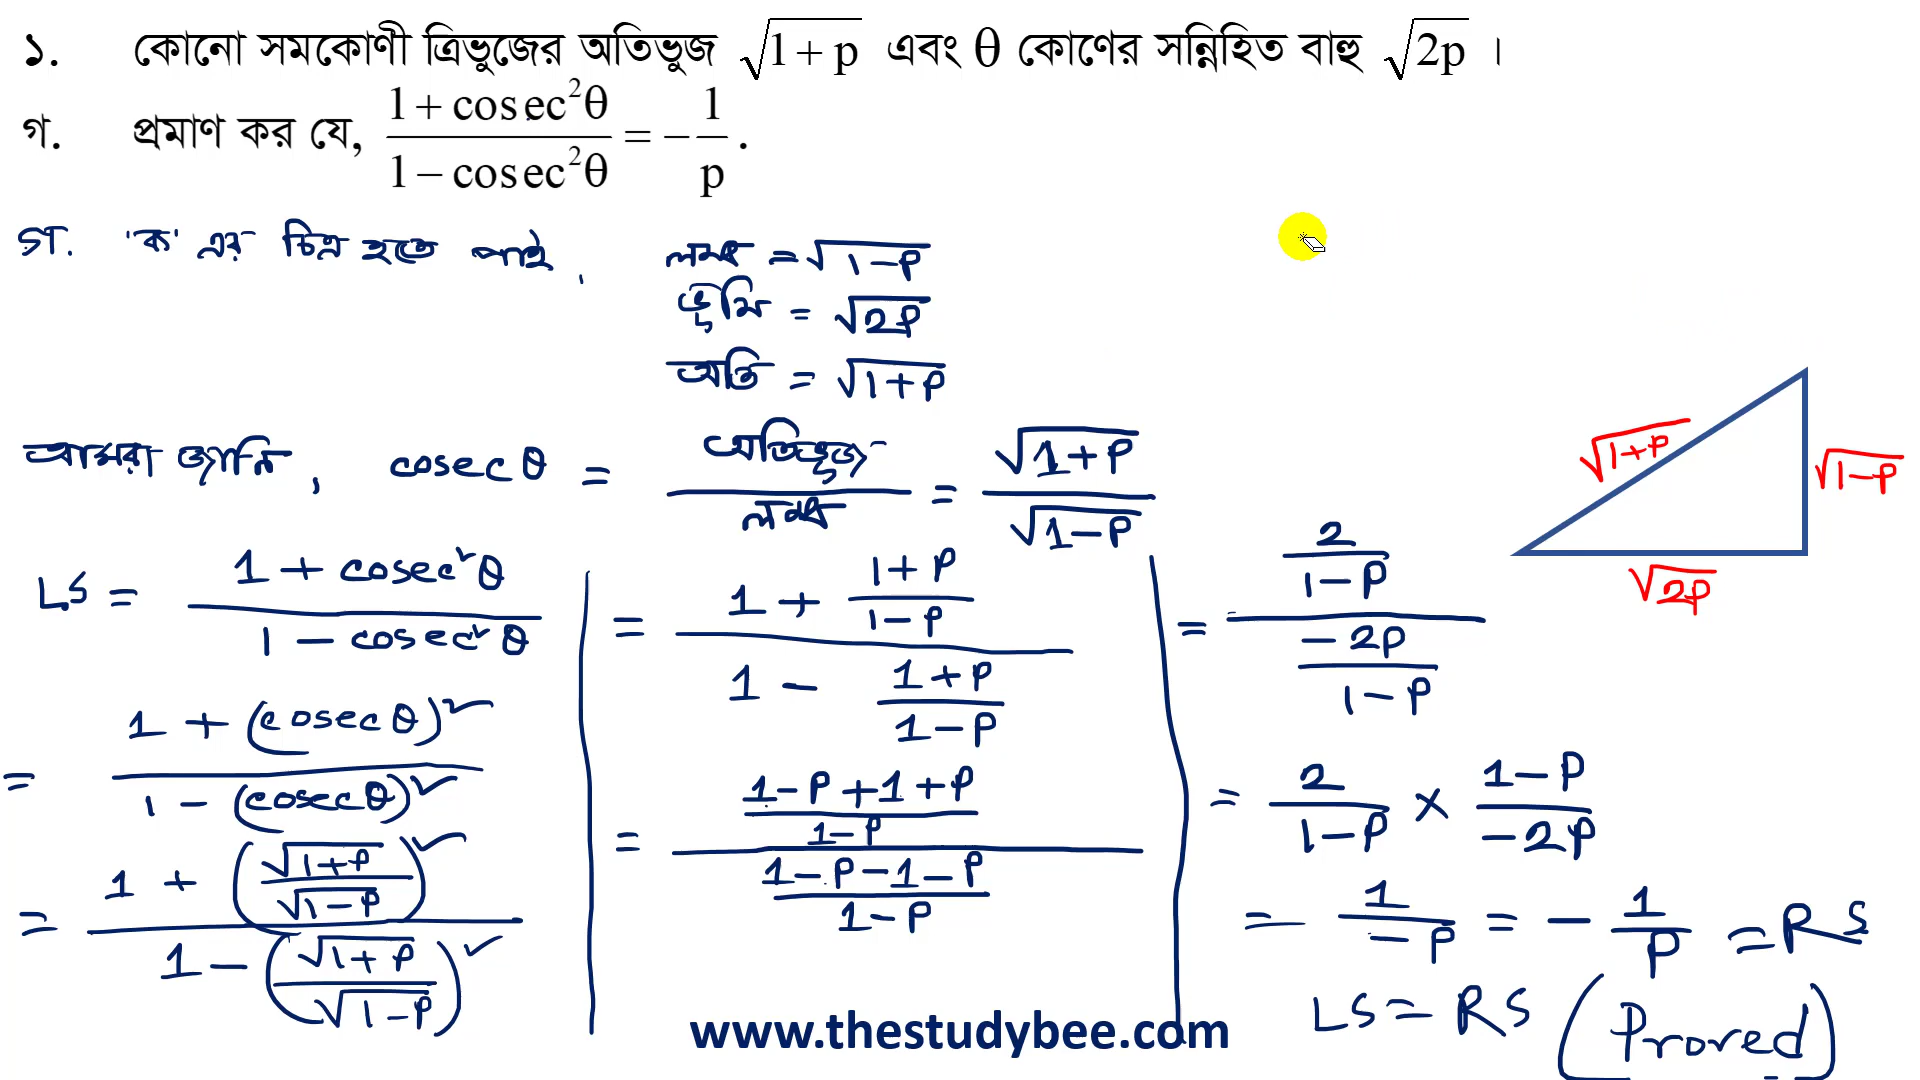 ১. কোনো সমকোণী ত্রিভুজের অতিভুজ √(1+p) এবং θ কোণের সন্নিহিত বাহু √(2p) ।
গ. প্রমাণ কর যে, (1+cosec²θ)/(1−cosec²θ) = −1/p .
গ. 'ক' এর চিত্র হতে পাই,
লম্ব = √(1−p)
ভূমি = √(2p)
অতি = √(1+p)
আমরা জানি, cosec θ = অতিভুজ/লম্ব = √(1+p)/√(1−p)
√(1+p)
√(1−p)
√(2p)
LS = (1+cosec²θ)/(1−cosec²θ)
= (1+(cosec θ)²)/(1−(cosec θ)²)
= (1+(√(1+p)/√(1−p))²)/(1−(√(1+p)/√(1−p))²)
= (1+(1+p)/(1−p))/(1−(1+p)/(1−p))
= ((1−p+1+p)/(1−p))/((1−p−1−p)/(1−p))
= (2/(1−p))/(−2p/(1−p))
= 2/(1−p) × (1−p)/(−2p)
= 1/(−p) = −1/p = RS
LS = RS (Proved)
www.thestudybee.com